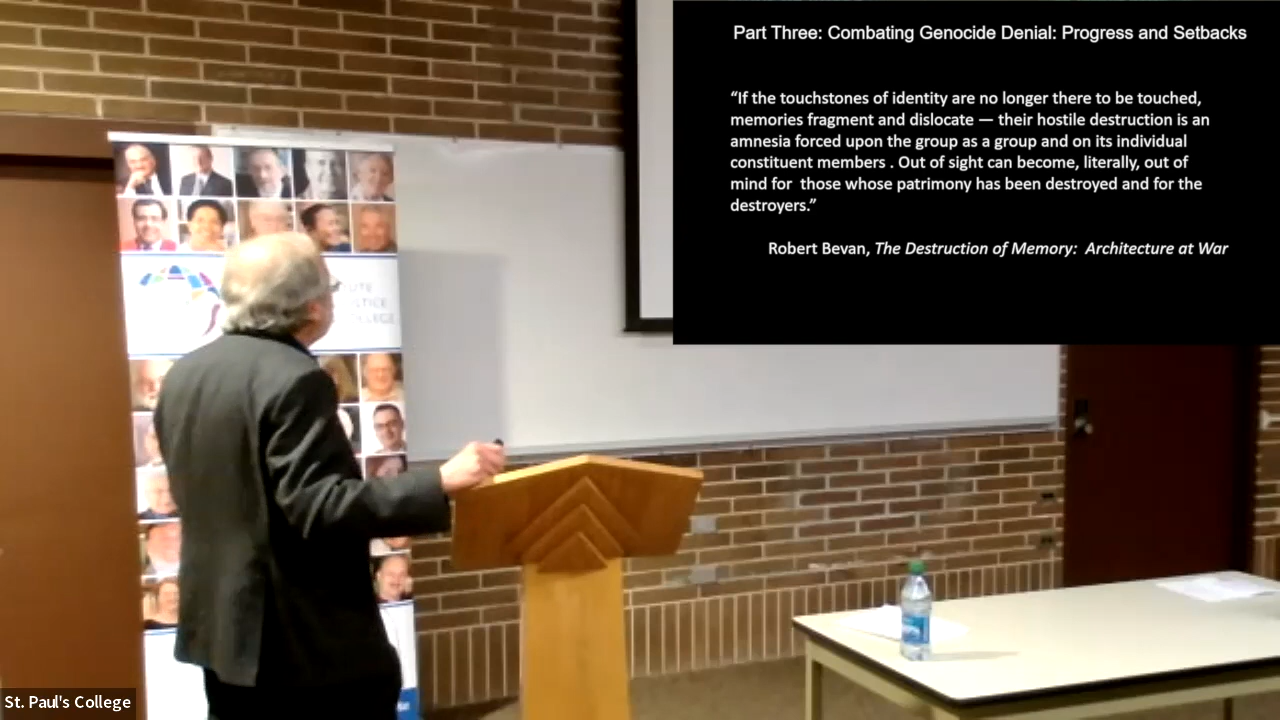 Part Three: Combating Genocide Denial: Progress and Setbacks
“If the touchstones of identity are no longer there to be touched,
memories fragment and dislocate — their hostile destruction is an
amnesia forced upon the group as a group and on its individual
constituent members . Out of sight can become, literally, out of
mind for  those whose patrimony has been destroyed and for the
destroyers.”
Robert Bevan, The Destruction of Memory:  Architecture at War
St. Paul's College